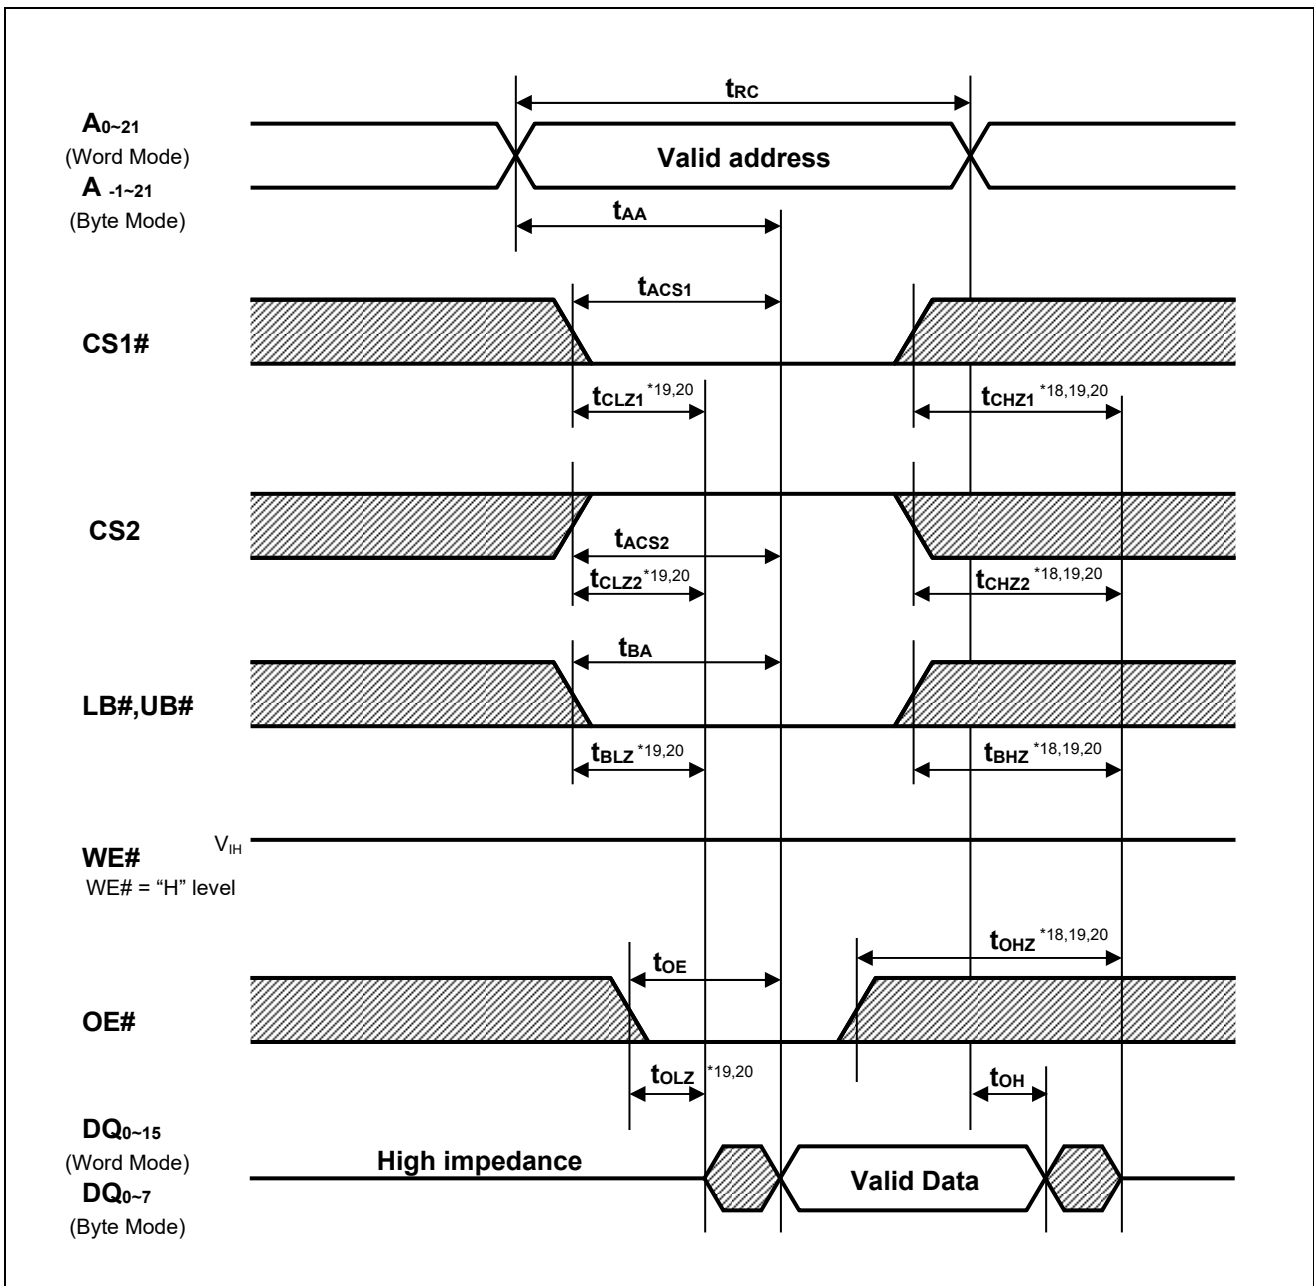 tRC
A0~21
(Word Mode)
Valid address
A -1~21
(Byte Mode)
tAA
tACS1
CS1#
tCLZ1 *19,20
tCHZ1 *18,19,20
CS2
tACS2
tCLZ2 *19,20
tCHZ2 *18,19,20
tBA
LB#,UB#
tBLZ *19,20
tBHZ *18,19,20
VIH
WE#
WE# = “H” level
tOHZ *18,19,20
tOE
OE#
tOLZ *19,20
tOH
DQ0~15
(Word Mode)
High impedance
Valid Data
DQ0~7
(Byte Mode)